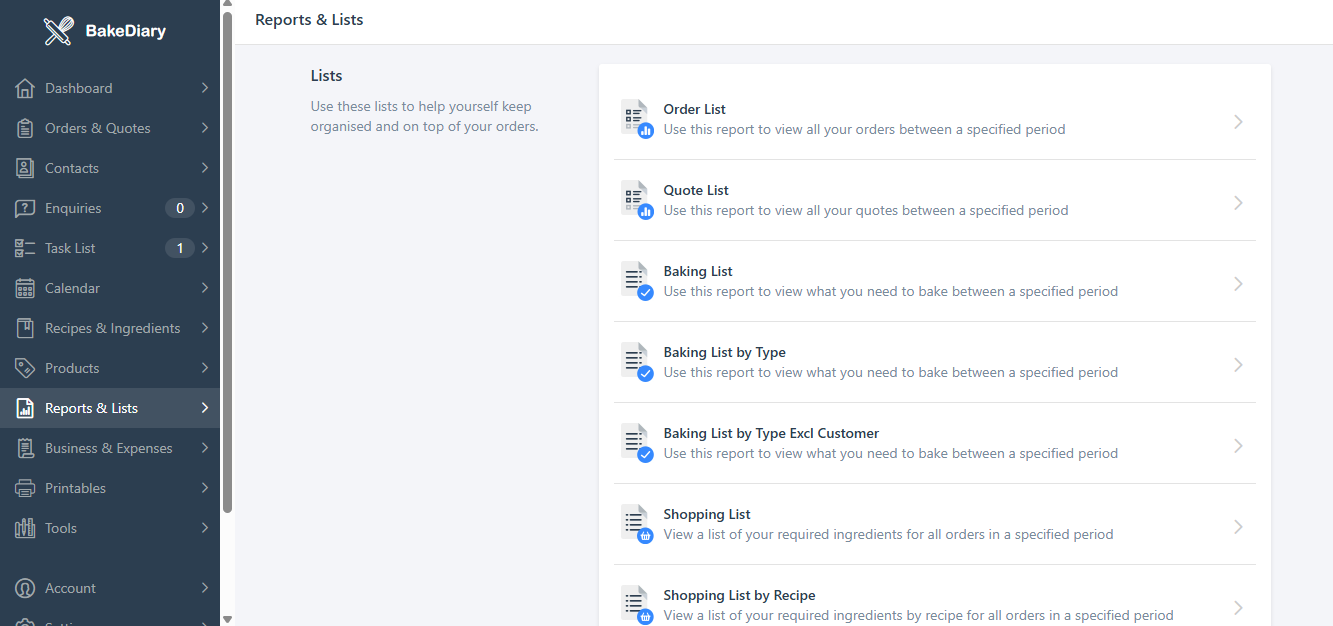 BakeDiary
Dashboard
Orders & Quotes
Contacts
Enquiries 0
Task List 1
Calendar
Recipes & Ingredients
Products
Reports & Lists
Business & Expenses
Printables
Tools
Account
Reports & Lists
Lists
Use these lists to help yourself keep
organised and on top of your orders.
Order List
Use this report to view all your orders between a specified period
Quote List
Use this report to view all your quotes between a specified period
Baking List
Use this report to view what you need to bake between a specified period
Baking List by Type
Use this report to view what you need to bake between a specified period
Baking List by Type Excl Customer
Use this report to view what you need to bake between a specified period
Shopping List
View a list of your required ingredients for all orders in a specified period
Shopping List by Recipe
View a list of your required ingredients by recipe for all orders in a specified period